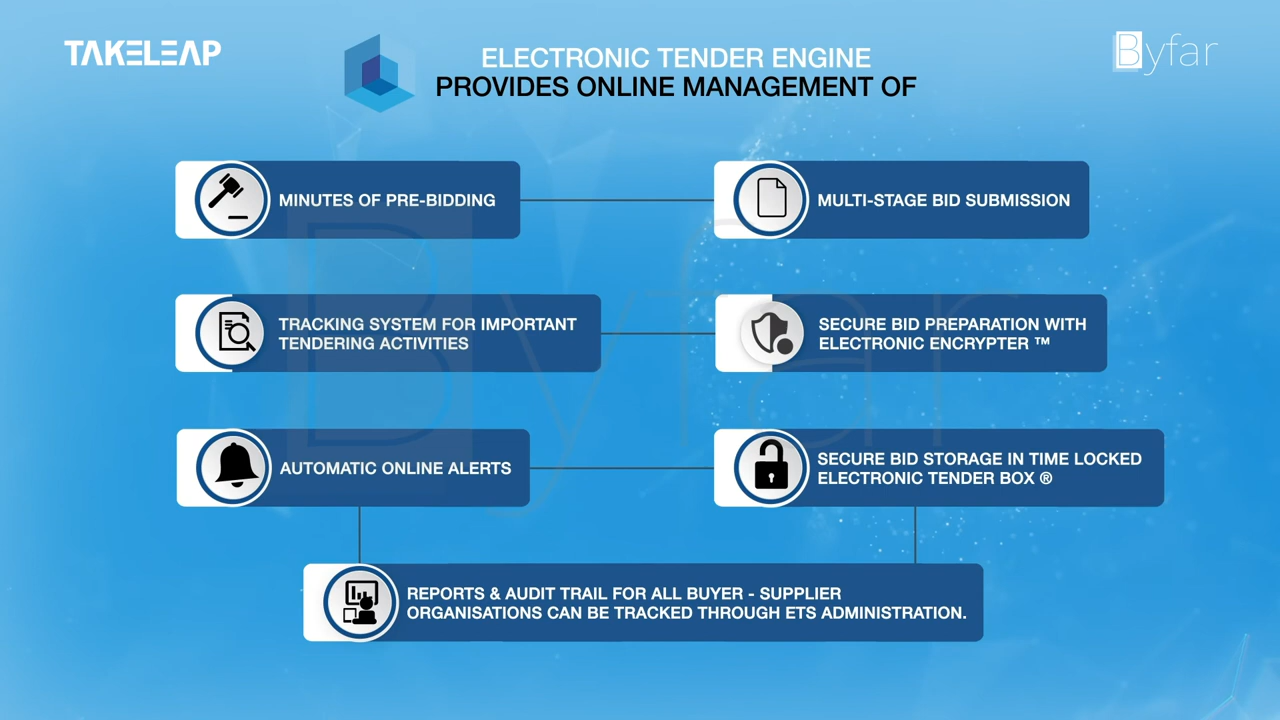 TAKELEAP
ELECTRONIC TENDER ENGINE
PROVIDES ONLINE MANAGEMENT OF
Byfar
MINUTES OF PRE-BIDDING
MULTI-STAGE BID SUBMISSION
TRACKING SYSTEM FOR IMPORTANT
TENDERING ACTIVITIES
SECURE BID PREPARATION WITH
ELECTRONIC ENCRYPTER ™
AUTOMATIC ONLINE ALERTS
SECURE BID STORAGE IN TIME LOCKED
ELECTRONIC TENDER BOX ®
REPORTS & AUDIT TRAIL FOR ALL BUYER - SUPPLIER
ORGANISATIONS CAN BE TRACKED THROUGH ETS ADMINISTRATION.
Byfar